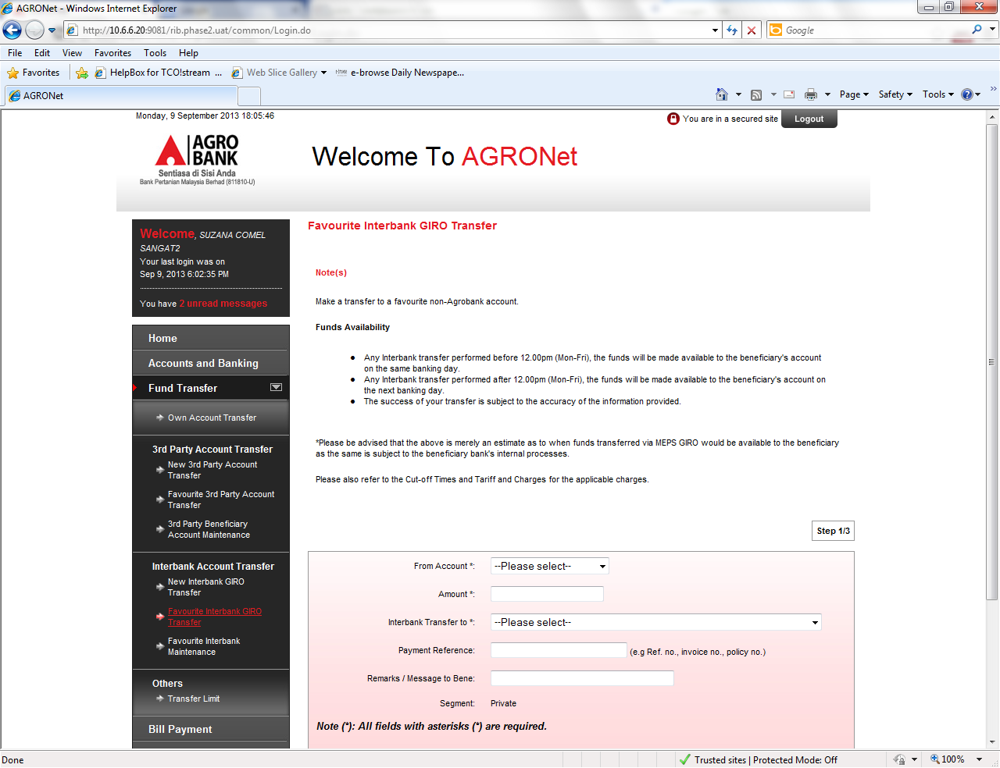 AGRONet - Windows Internet Explorer
http://10.6.6.20:9081/rib.phase2.uat/common/Login.do
Google
File Edit View Favorites Tools Help
Favorites HelpBox for TCO!stream ... Web Slice Gallery e-browse Daily Newspape...
AGRONet
Page Safety Tools
Monday, 9 September 2013 18:05:46
You are in a secured site Logout
AGRO
BANK
Sentiasa di Sisi Anda
Bank Pertanian Malaysia Berhad (811810-U)
Welcome To AGRONet
Welcome, SUZANA COMEL
SANGAT2
Your last login was on
Sep 9, 2013 6:02:35 PM
You have 2 unread messages
Home
Accounts and Banking
Fund Transfer
Own Account Transfer
3rd Party Account Transfer
New 3rd Party Account
Transfer
Favourite 3rd Party Account
Transfer
3rd Party Beneficiary
Account Maintenance
Interbank Account Transfer
New Interbank GIRO
Transfer
Favourite Interbank GIRO
Transfer
Favourite Interbank
Maintenance
Others
Transfer Limit
Bill Payment
Favourite Interbank GIRO Transfer
Note(s)
Make a transfer to a favourite non-Agrobank account.
Funds Availability
● Any Interbank transfer performed before 12.00pm (Mon-Fri), the funds will be made available to the beneficiary's account
on the same banking day.
● Any Interbank transfer performed after 12.00pm (Mon-Fri), the funds will be made available to the beneficiary's account on
the next banking day.
● The success of your transfer is subject to the accuracy of the information provided.
*Please be advised that the above is merely an estimate as to when funds transferred via MEPS GIRO would be available to the beneficiary
as the same is subject to the beneficiary bank's internal processes.
Please also refer to the Cut-off Times and Tariff and Charges for the applicable charges.
Step 1/3
From Account *: --Please select--
Amount *:
Interbank Transfer to *: --Please select--
Payment Reference: (e.g Ref. no., invoice no., policy no.)
Remarks / Message to Bene:
Segment: Private
Note (*): All fields with asterisks (*) are required.
Done
Trusted sites | Protected Mode: Off
100%